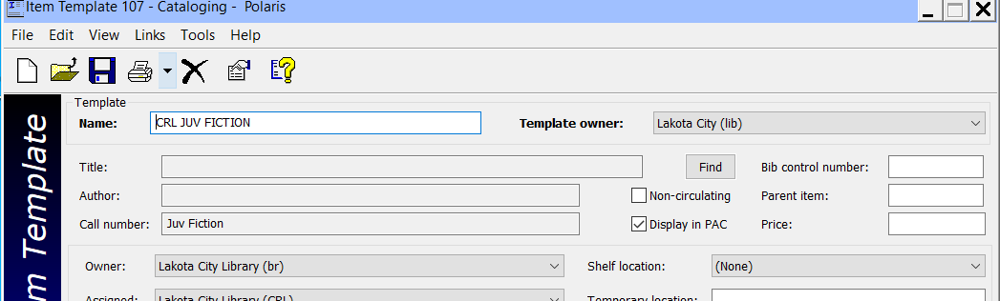 Item Template 107 - Cataloging - Polaris
File Edit View Links Tools Help
Template
Name: CRL JUV FICTION Template owner: Lakota City (lib)
Title: Find Bib control number:
Author: Non-circulating Parent item:
Call number: Juv Fiction Display in PAC Price:
Owner: Lakota City Library (br) Shelf location: (None)
Assigned: Lakota City Library (CRL) Temporary location:
Template